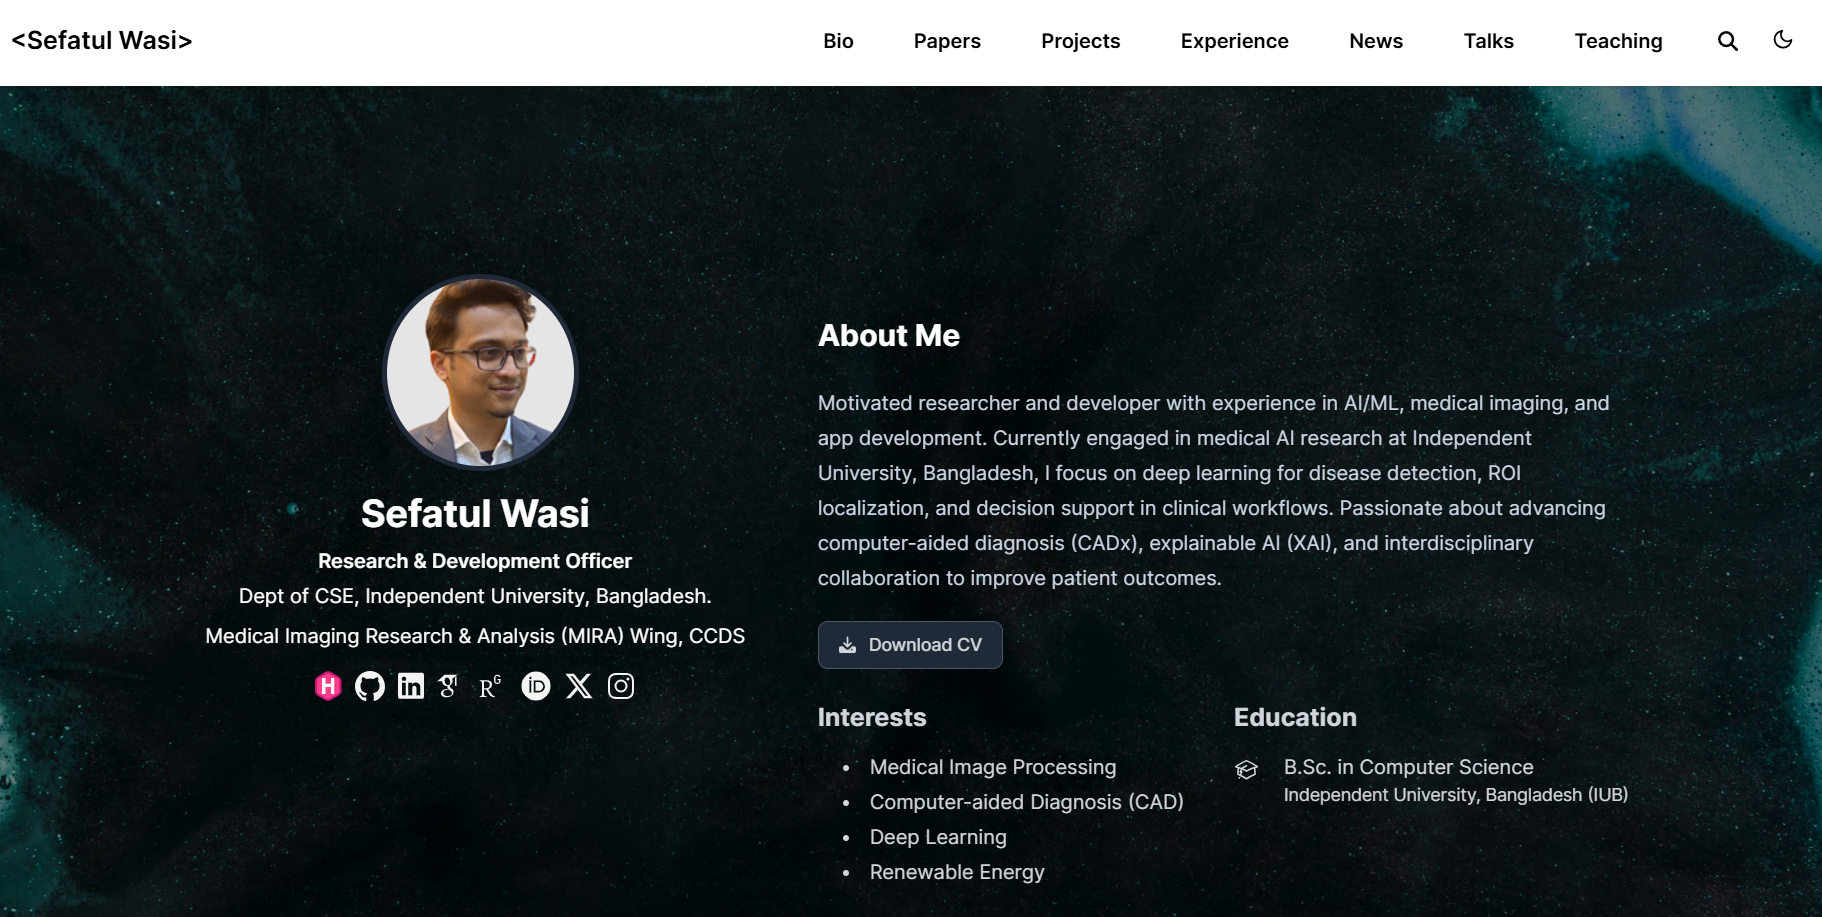 <Sefatul Wasi>
Bio
Papers
Projects
Experience
News
Talks
Teaching
Sefatul Wasi
Research & Development Officer
Dept of CSE, Independent University, Bangladesh.
Medical Imaging Research & Analysis (MIRA) Wing, CCDS
H
in
g
RG
iD
X
About Me
Motivated researcher and developer with experience in AI/ML, medical imaging, and
app development. Currently engaged in medical AI research at Independent
University, Bangladesh, I focus on deep learning for disease detection, ROI
localization, and decision support in clinical workflows. Passionate about advancing
computer-aided diagnosis (CADx), explainable AI (XAI), and interdisciplinary
collaboration to improve patient outcomes.
Download CV
Interests
• Medical Image Processing
• Computer-aided Diagnosis (CAD)
• Deep Learning
• Renewable Energy
Education
B.Sc. in Computer Science
Independent University, Bangladesh (IUB)